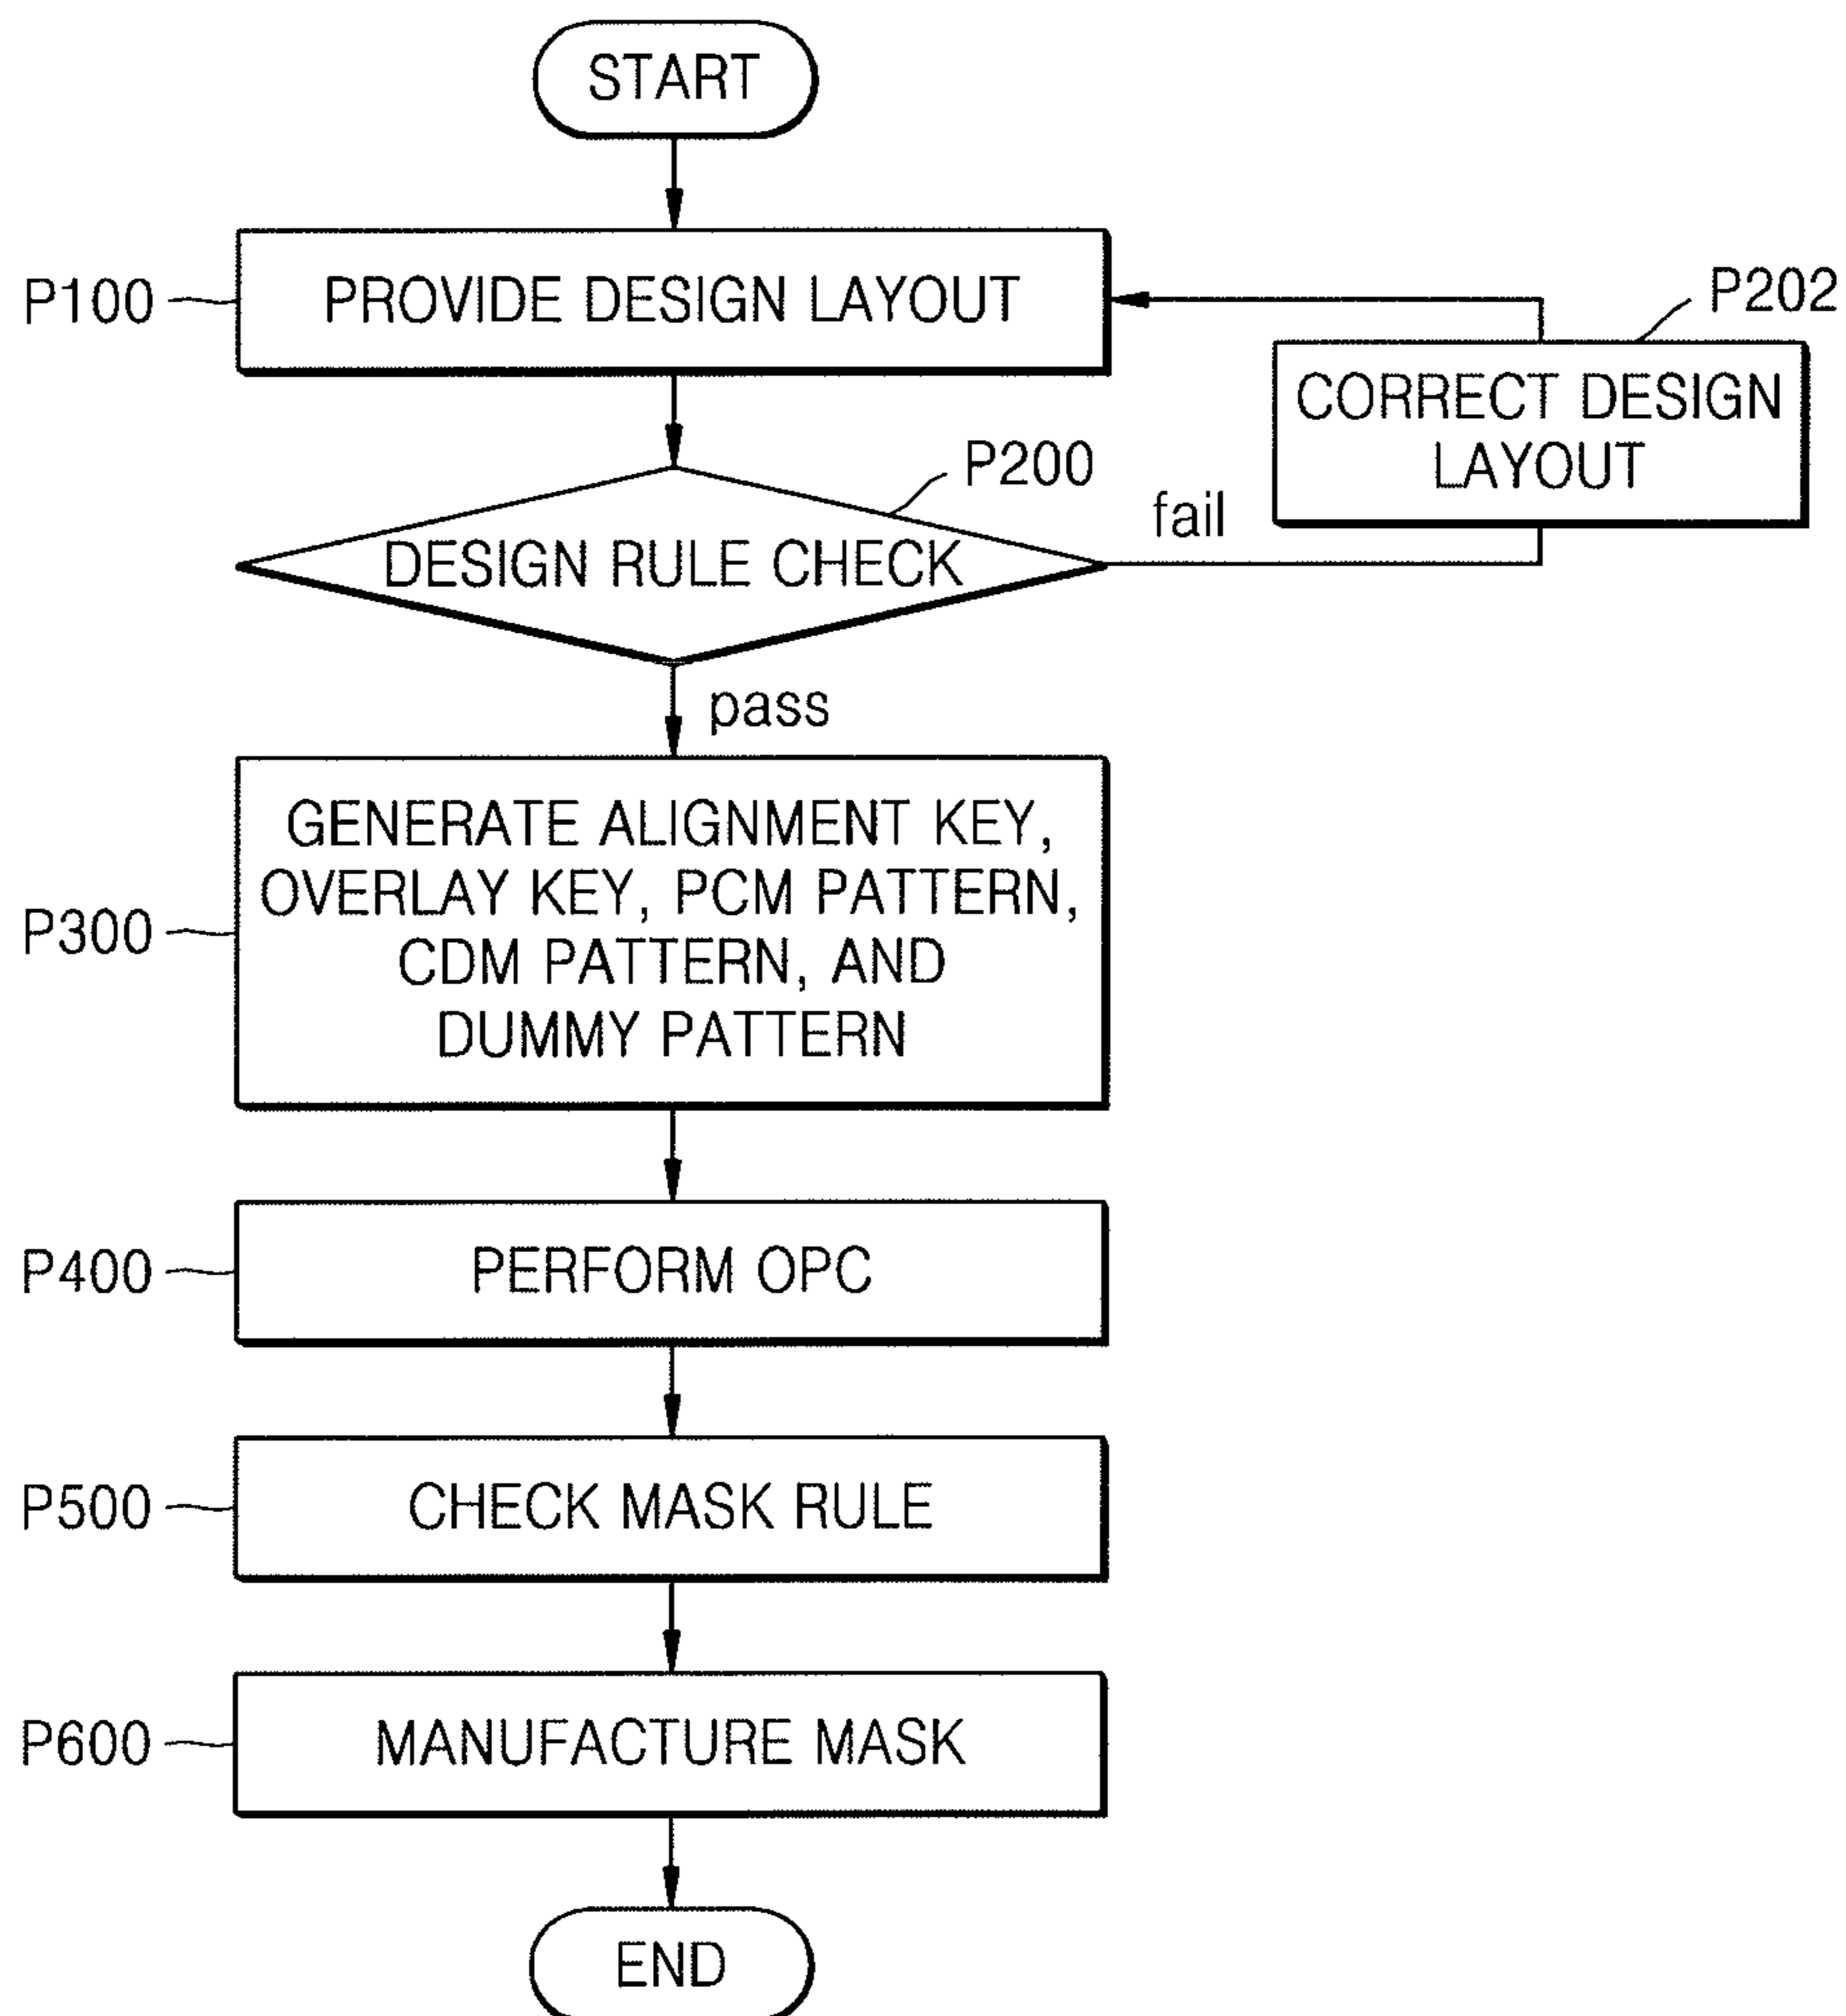 START
P100
PROVIDE DESIGN LAYOUT
P202
CORRECT DESIGN
LAYOUT
P200
DESIGN RULE CHECK
fail
pass
P300
GENERATE ALIGNMENT KEY,
OVERLAY KEY, PCM PATTERN,
CDM PATTERN, AND
DUMMY PATTERN
P400
PERFORM OPC
P500
CHECK MASK RULE
P600
MANUFACTURE MASK
END